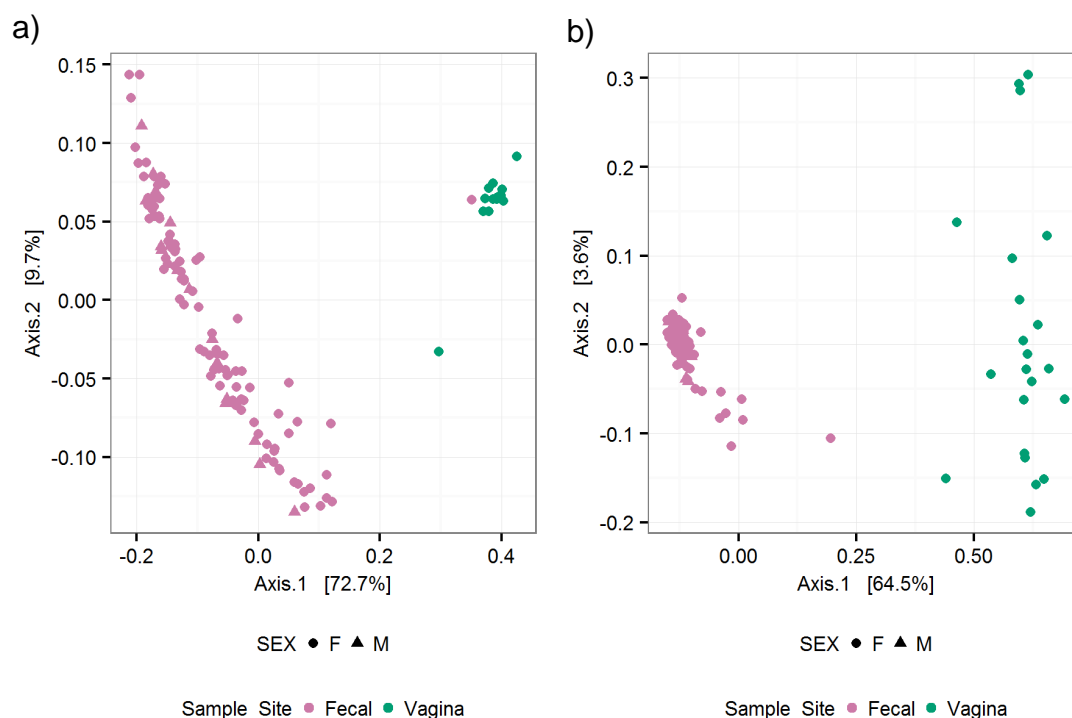 a)
0.15
0.10
0.05
0.00
-0.05
-0.10
Axis.2 [9.7%]
-0.2 0.0 0.2 0.4
Axis.1 [72.7%]
SEX F M
Sample Site Fecal Vagina
b)
0.3
0.2
0.1
0.0
-0.1
-0.2
Axis.2 [3.6%]
0.00 0.25 0.50
Axis.1 [64.5%]
SEX F M
Sample Site Fecal Vagina